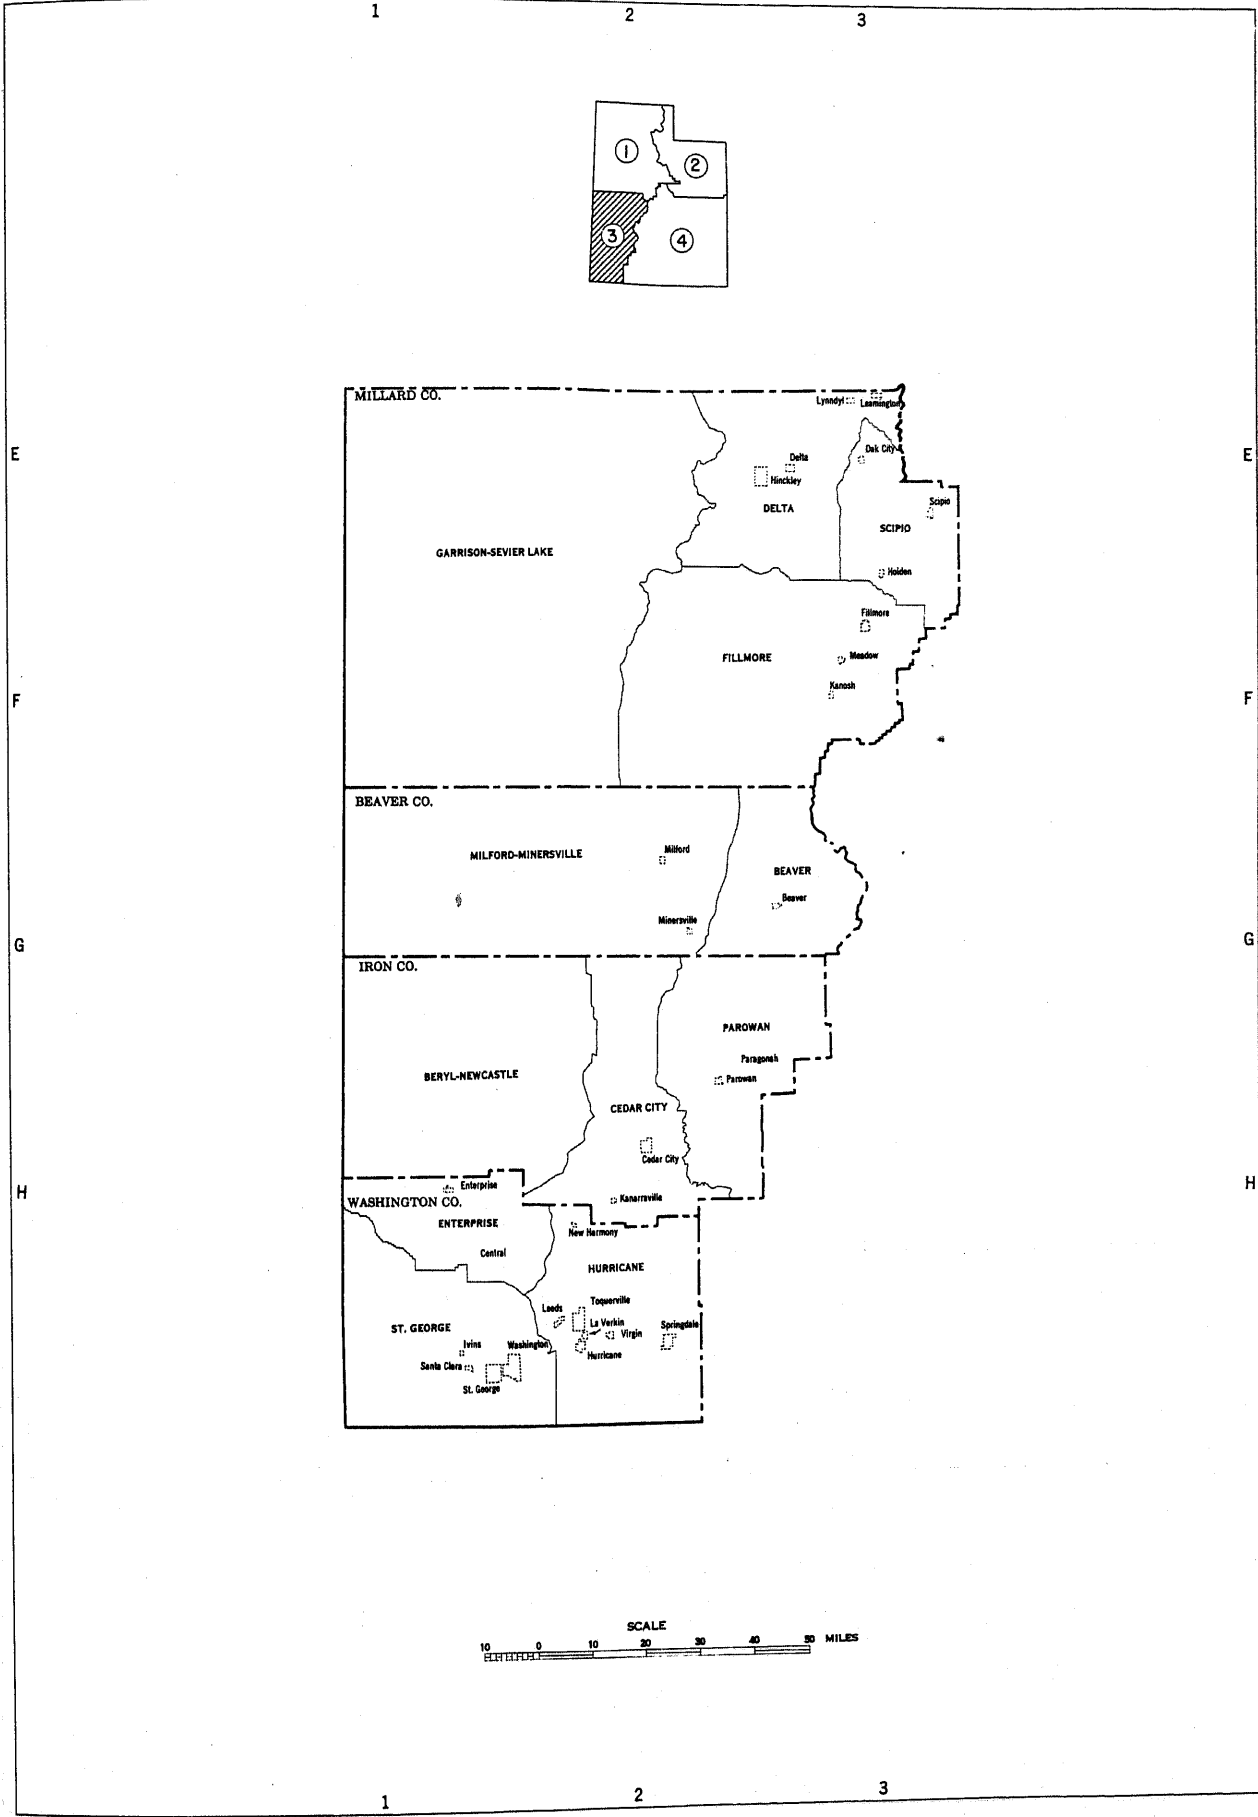 1 2 3
1
2
3
4
MILLARD CO.
Lynndyl
Leamington
Oak City
Delta
Hinckley
DELTA
Scipio
SCIPIO
GARRISON-SEVIER LAKE
Holden
Fillmore
FILLMORE
Meadow
Kanosh
E E
F F
BEAVER CO.
MILFORD-MINERSVILLE
Milford
BEAVER
Beaver
Minersville
G G
IRON CO.
PAROWAN
Paragonah
BERYL-NEWCASTLE
Parowan
CEDAR CITY
Cedar City
Enterprise
Kanarraville
H H
WASHINGTON CO.
ENTERPRISE
New Harmony
Central
HURRICANE
Toquerville
Leeds
La Verkin
Virgin
Springdale
ST. GEORGE
Ivins
Washington
Hurricane
Santa Clara
St. George
SCALE
10 0 10 20 30 40 50 MILES
1 2 3